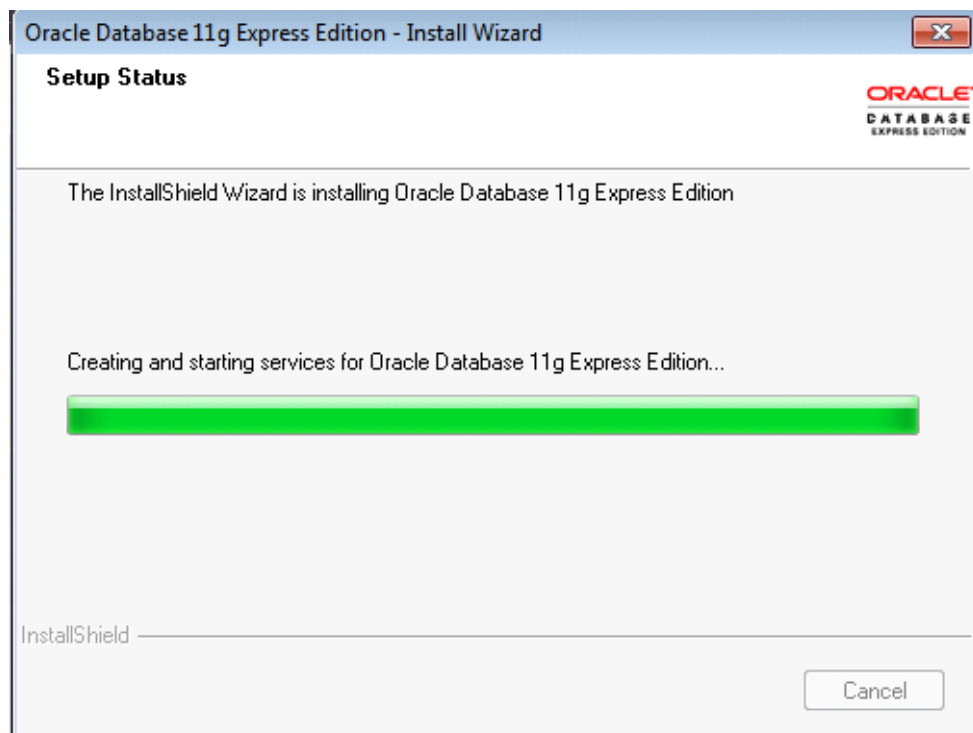 Oracle Database 11g Express Edition - Install Wizard
Setup Status
ORACLE
DATABASE
EXPRESS EDITION
The InstallShield Wizard is installing Oracle Database 11g Express Edition
Creating and starting services for Oracle Database 11g Express Edition...
InstallShield
Cancel